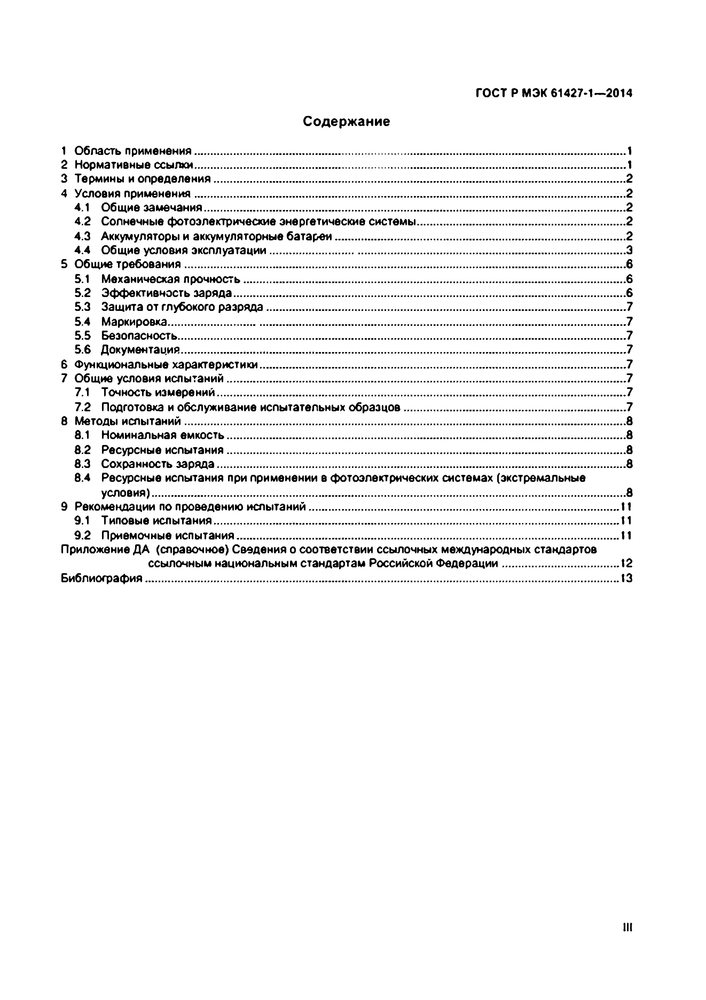 ГОСТ Р МЭК 61427-1—2014
Содержание
1 Область применения ... 1
2 Нормативные ссылки ... 1
3 Термины и определения ... 2
4 Условия применения ... 2
4.1 Общие замечания ... 2
4.2 Солнечные фотоэлектрические энергетические системы ... 2
4.3 Аккумуляторы и аккумуляторные батареи ... 2
4.4 Общие условия эксплуатации ... 3
5 Общие требования ... 6
5.1 Механическая прочность ... 6
5.2 Эффективность заряда ... 6
5.3 Защита от глубокого разряда ... 7
5.4 Маркировка ... 7
5.5 Безопасность ... 7
5.6 Документация ... 7
6 Функциональные характеристики ... 7
7 Общие условия испытаний ... 7
7.1 Точность измерений ... 7
7.2 Подготовка и обслуживание испытательных образцов ... 7
8 Методы испытаний ... 8
8.1 Номинальная емкость ... 8
8.2 Ресурсные испытания ... 8
8.3 Сохранность заряда ... 8
8.4 Ресурсные испытания при применении в фотоэлектрических системах (экстремальные
условия) ... 8
9 Рекомендации по проведению испытаний ... 11
9.1 Типовые испытания ... 11
9.2 Приемочные испытания ... 11
Приложение ДА (справочное) Сведения о соответствии ссылочных международных стандартов
ссылочным национальным стандартам Российской Федерации ... 12
Библиография ... 13
III